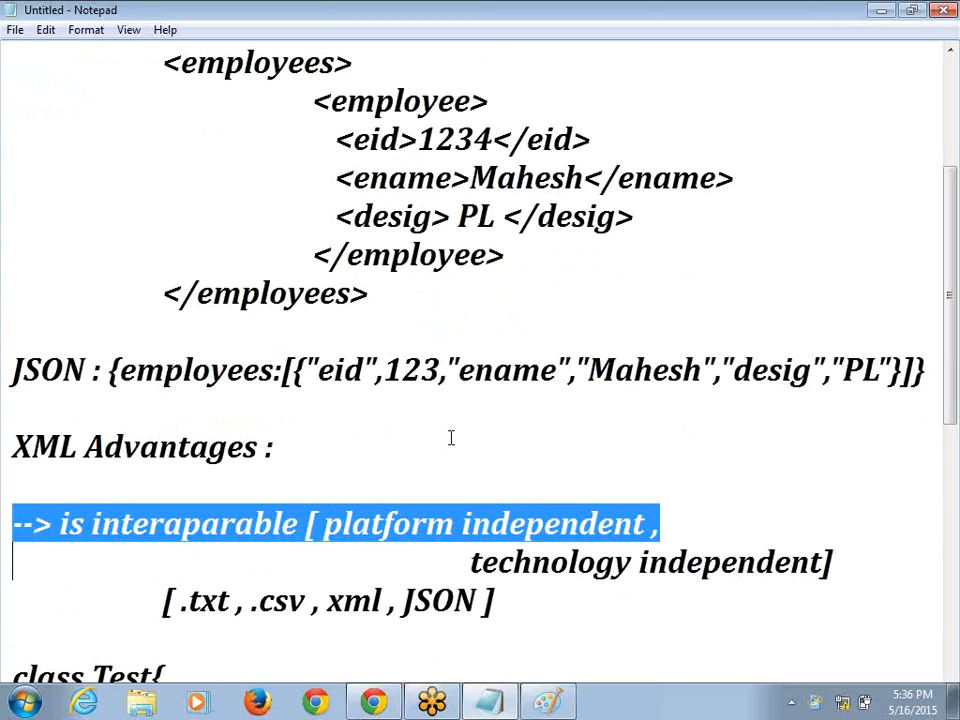 Untitled - Notepad
File Edit Format View Help
<employees>
<employee>
<eid>1234</eid>
<ename>Mahesh</ename>
<desig> PL </desig>
</employee>
</employees>
JSON : {employees:[{"eid",123,"ename","Mahesh","desig","PL"}]}
XML Advantages :
--> is interaparable [ platform independent ,
technology independent]
[ .txt , .csv , xml , JSON ]
class Test{
5:36 PM
5/16/2015